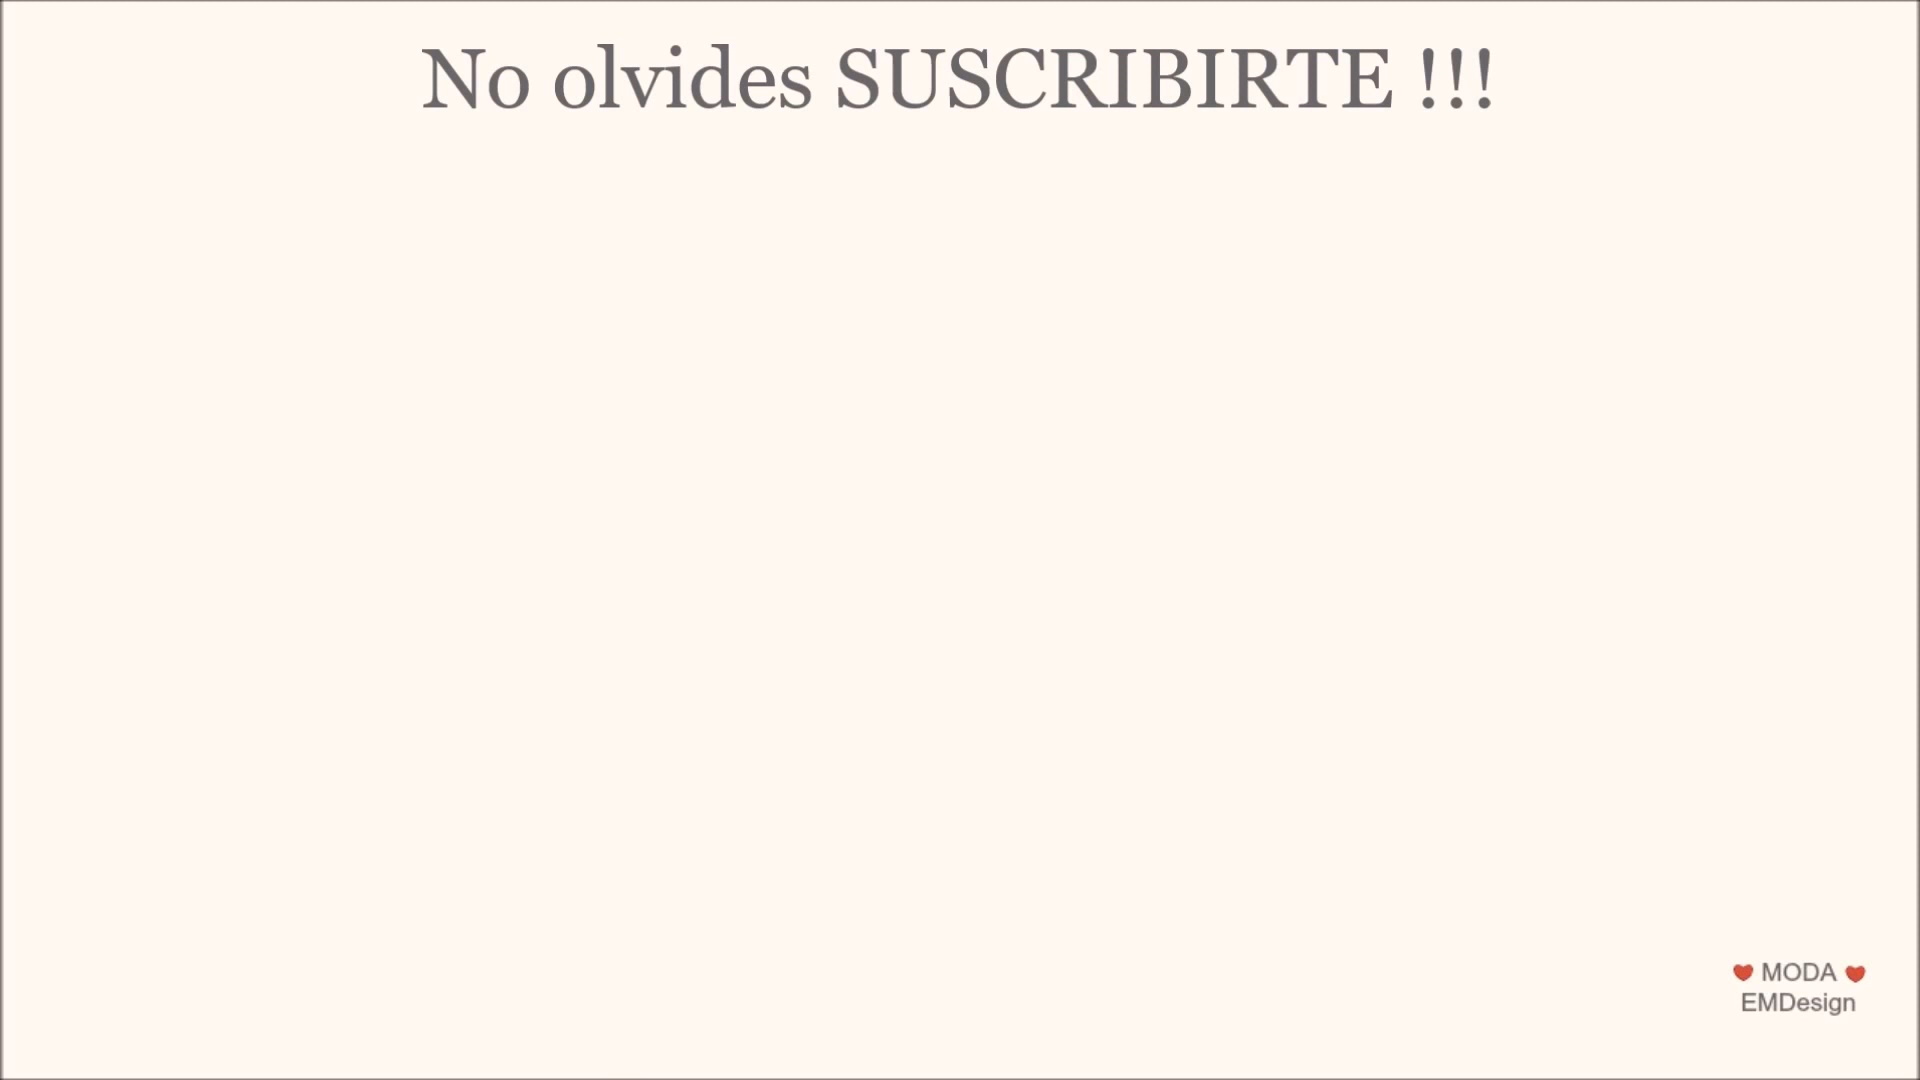 No olvides SUSCRIBIRTE !!!
❤ MODA ❤
EMDesign